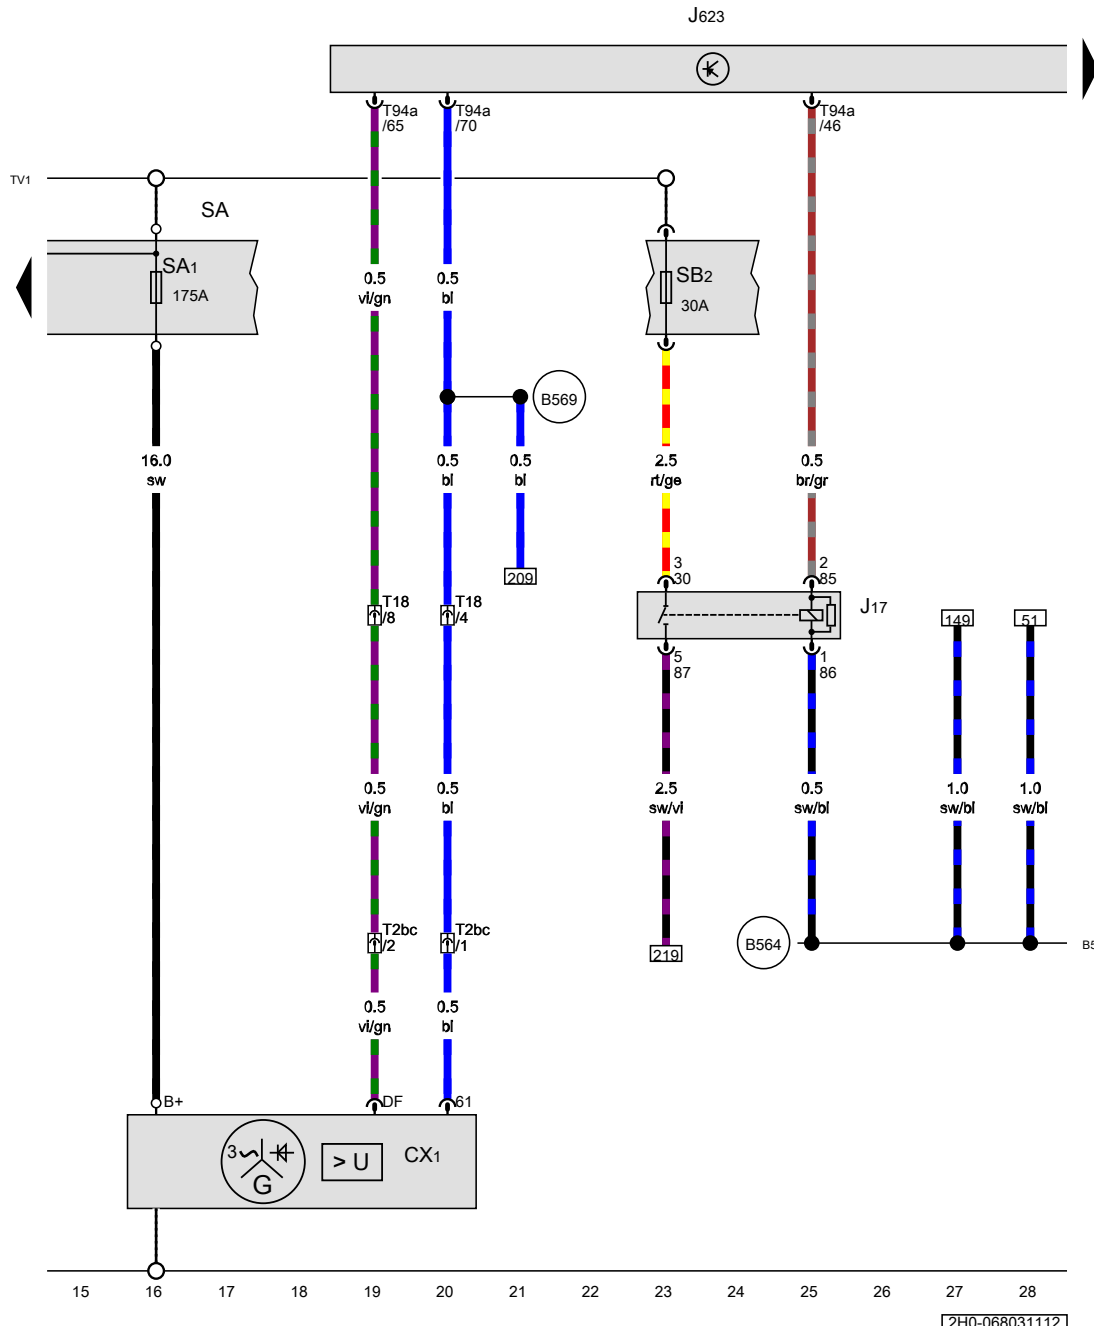 J623
T94a
/65
T94a
/70
T94a
/46
TV1
SA
SA1
175A
SB2
30A
0.5
vi/gn
0.5
bl
B569
16.0
sw
0.5
bl
0.5
bl
2.5
rt/ge
0.5
br/gr
209
3
30
2
85
T18
/8
T18
/4
J17
149
51
5
87
1
86
0.5
vi/gn
0.5
bl
2.5
sw/vi
0.5
sw/bl
1.0
sw/bl
1.0
sw/bl
T2bc
/2
T2bc
/1
219
B564
0.5
vi/gn
0.5
bl
B+
DF
61
3
G
> U
CX1
15 16 17 18 19 20 21 22 23 24 25 26 27 28
2H0-068031112